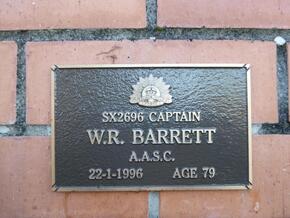 SX2696 CAPTAIN
W.R. BARRETT
A.A.S.C.
22-1-1996 AGE 79